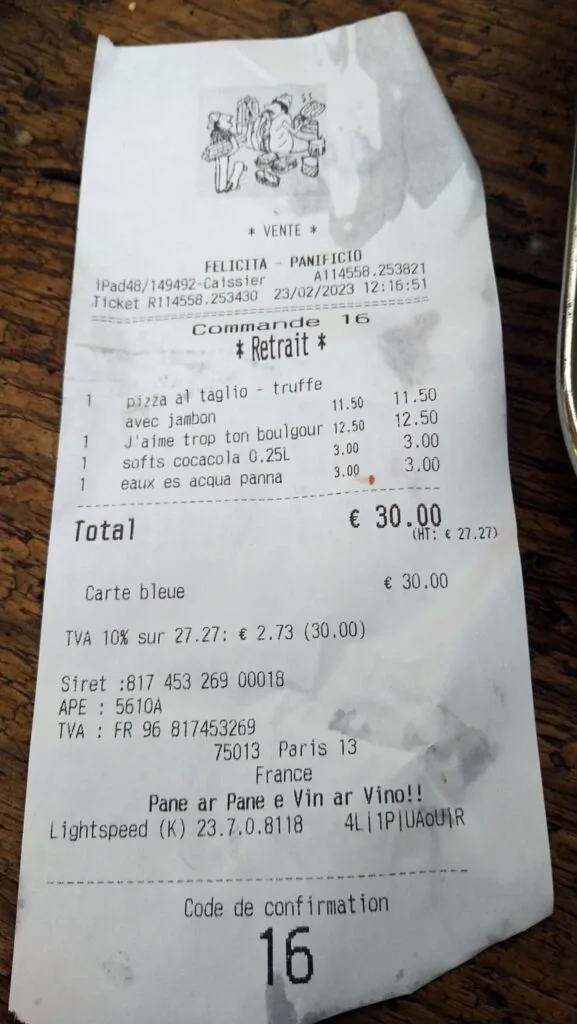 * VENTE *
FELICITA - PANIFICIO
iPad48/149492-Caissier A114558.253821
Ticket R114558.253430 23/02/2023 12:16:51
Commande 16
* Retrait *
1 pizza al taglio - truffe
avec jambon 11.50 11.50
1 J'aime trop ton boulgour 12.50 12.50
1 softs cocacola 0.25L 3.00 3.00
1 eaux es acqua panna 3.00 3.00
Total € 30.00
(HT: € 27.27)
Carte bleue € 30.00
TVA 10% sur 27.27: € 2.73 (30.00)
Siret :817 453 269 00018
APE : 5610A
TVA : FR 96 817453269
75013 Paris 13
France
Pane ar Pane e Vin ar Vino!!
Lightspeed (K) 23.7.0.8118 4L|1P|UAoU|R
Code de confirmation
16